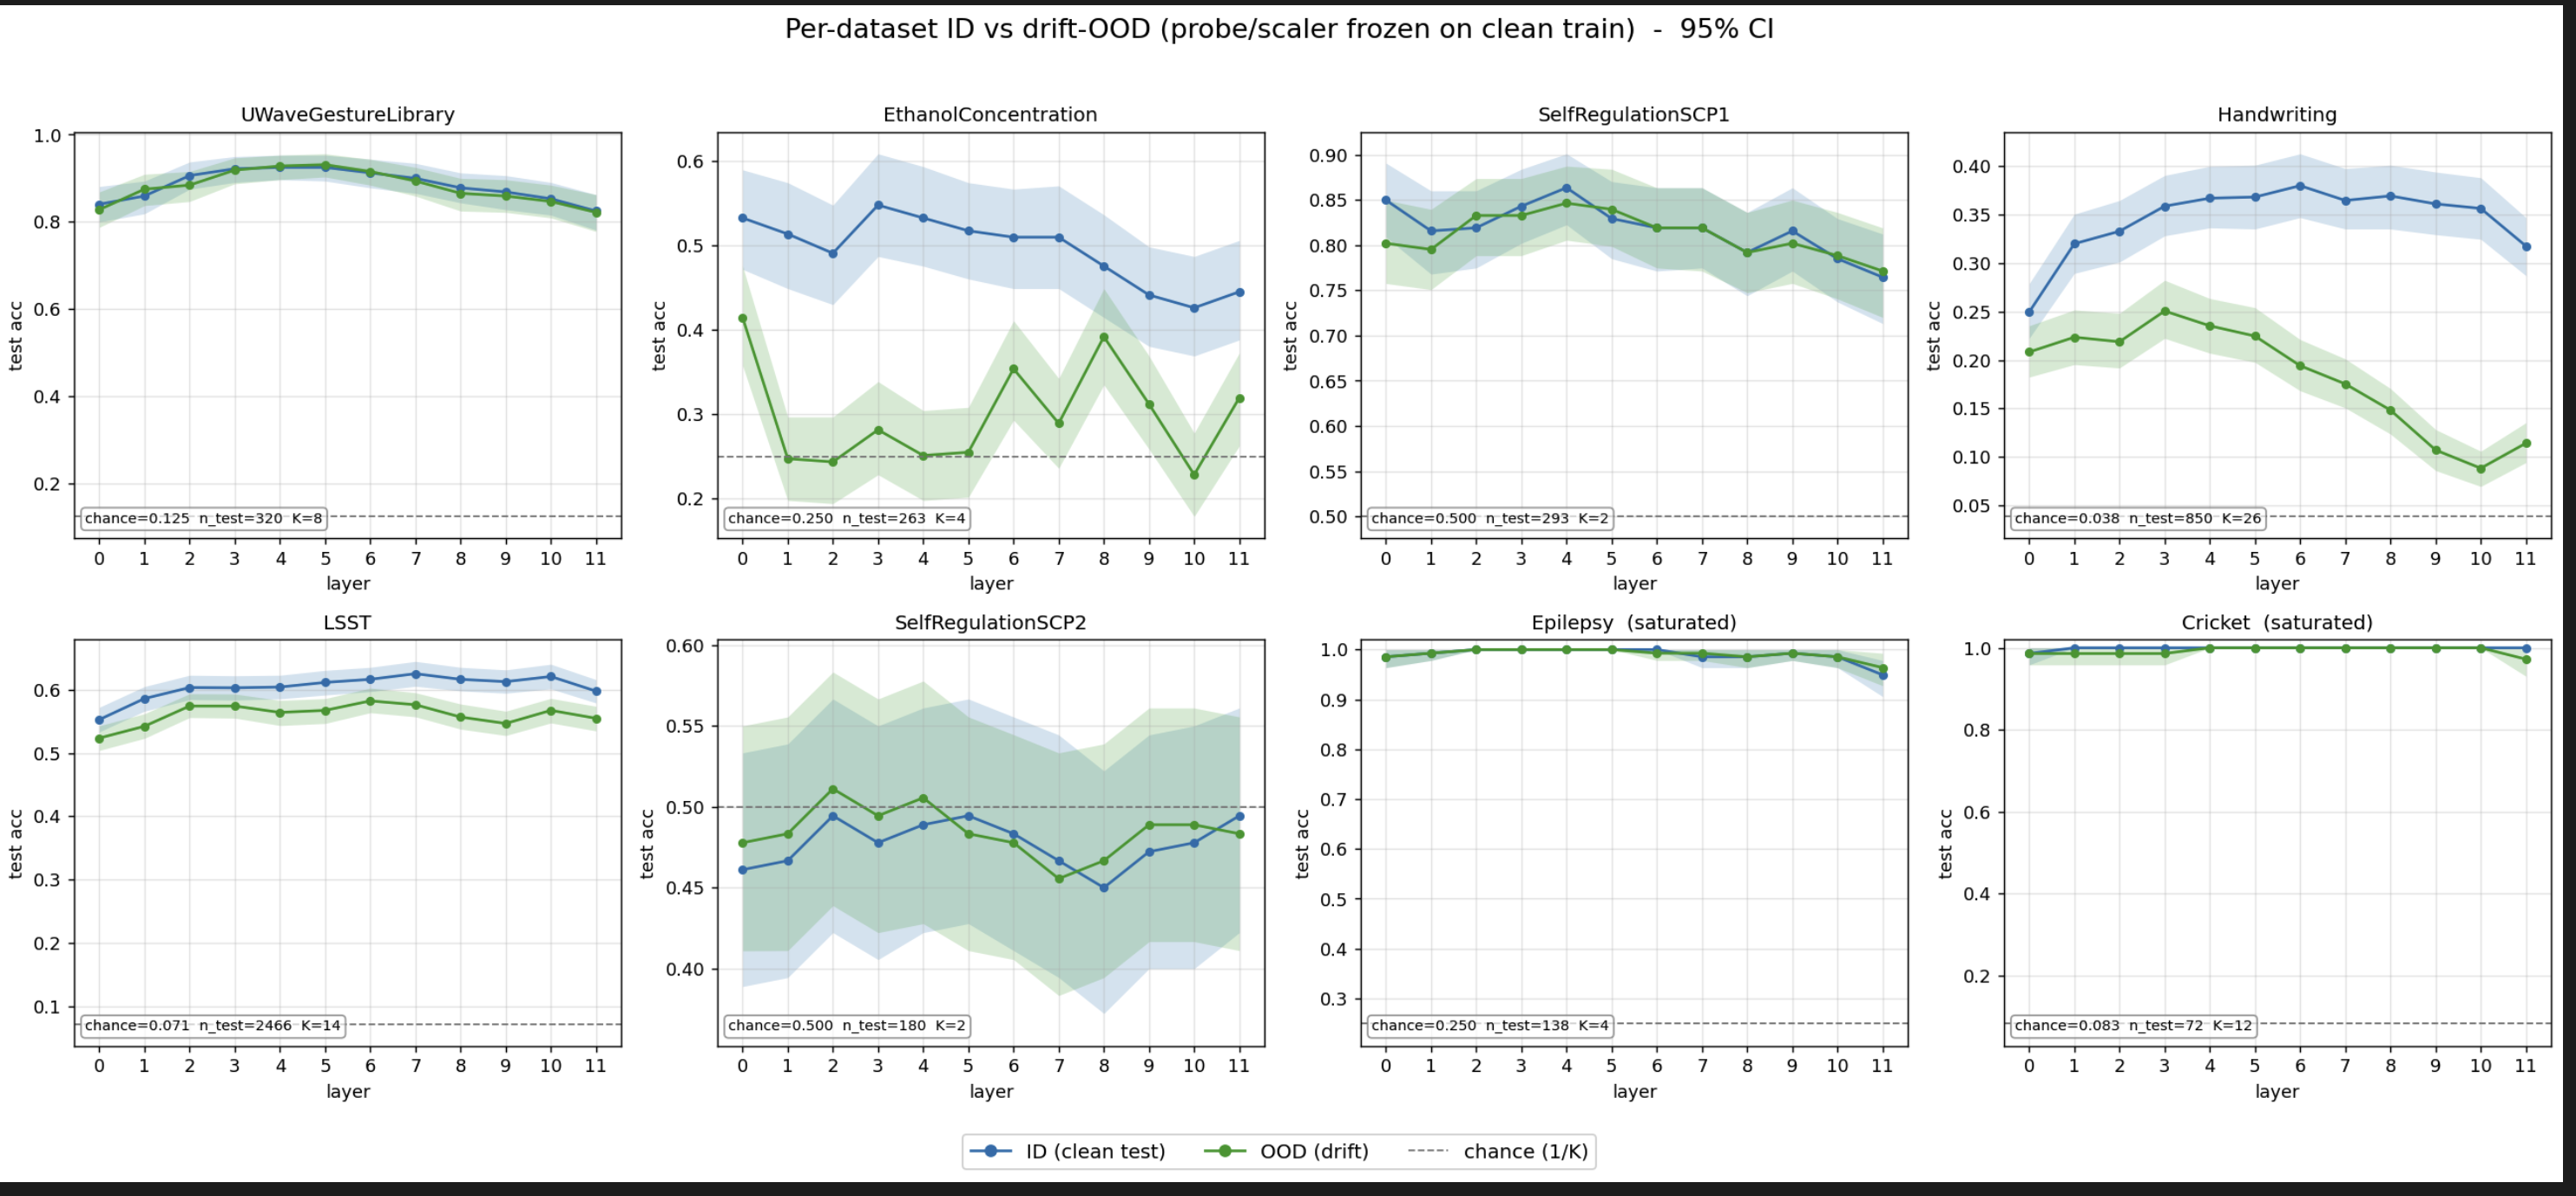 Per-dataset ID vs drift-OOD (probe/scaler frozen on clean train)  -  95% CI
UWaveGestureLibrary
1.0
0.8
0.6
0.4
0.2
test acc
chance=0.125  n_test=320  K=8
0 1 2 3 4 5 6 7 8 9 10 11
layer
EthanolConcentration
0.6
0.5
0.4
0.3
0.2
test acc
chance=0.250  n_test=263  K=4
0 1 2 3 4 5 6 7 8 9 10 11
layer
SelfRegulationSCP1
0.90
0.85
0.80
0.75
0.70
0.65
0.60
0.55
0.50
test acc
chance=0.500  n_test=293  K=2
0 1 2 3 4 5 6 7 8 9 10 11
layer
Handwriting
0.40
0.35
0.30
0.25
0.20
0.15
0.10
0.05
test acc
chance=0.038  n_test=850  K=26
0 1 2 3 4 5 6 7 8 9 10 11
layer
LSST
0.6
0.5
0.4
0.3
0.2
0.1
test acc
chance=0.071  n_test=2466  K=14
0 1 2 3 4 5 6 7 8 9 10 11
layer
SelfRegulationSCP2
0.60
0.55
0.50
0.45
0.40
test acc
chance=0.500  n_test=180  K=2
0 1 2 3 4 5 6 7 8 9 10 11
layer
Epilepsy  (saturated)
1.0
0.9
0.8
0.7
0.6
0.5
0.4
0.3
test acc
chance=0.250  n_test=138  K=4
0 1 2 3 4 5 6 7 8 9 10 11
layer
Cricket  (saturated)
1.0
0.8
0.6
0.4
0.2
test acc
chance=0.083  n_test=72  K=12
0 1 2 3 4 5 6 7 8 9 10 11
layer
ID (clean test)  OOD (drift)  chance (1/K)